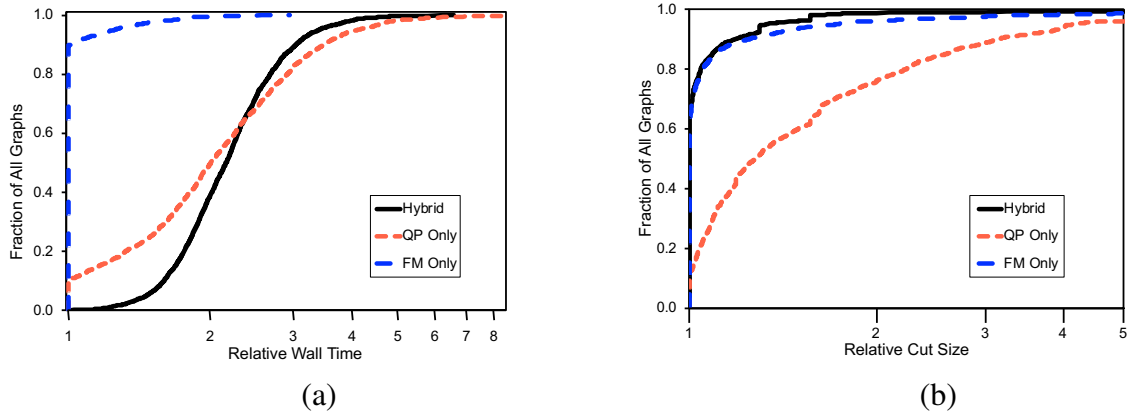 Fraction of All Graphs
1.0
0.8
0.6
0.4
0.2
0.0
Hybrid
QP Only
FM Only
1 2 3 4 5 6 7 8
Relative Wall Time
(a)
Fraction of All Graphs
1.0
0.8
0.6
0.4
0.2
0.0
Hybrid
QP Only
FM Only
1 2 3 4 5
Relative Cut Size
(b)